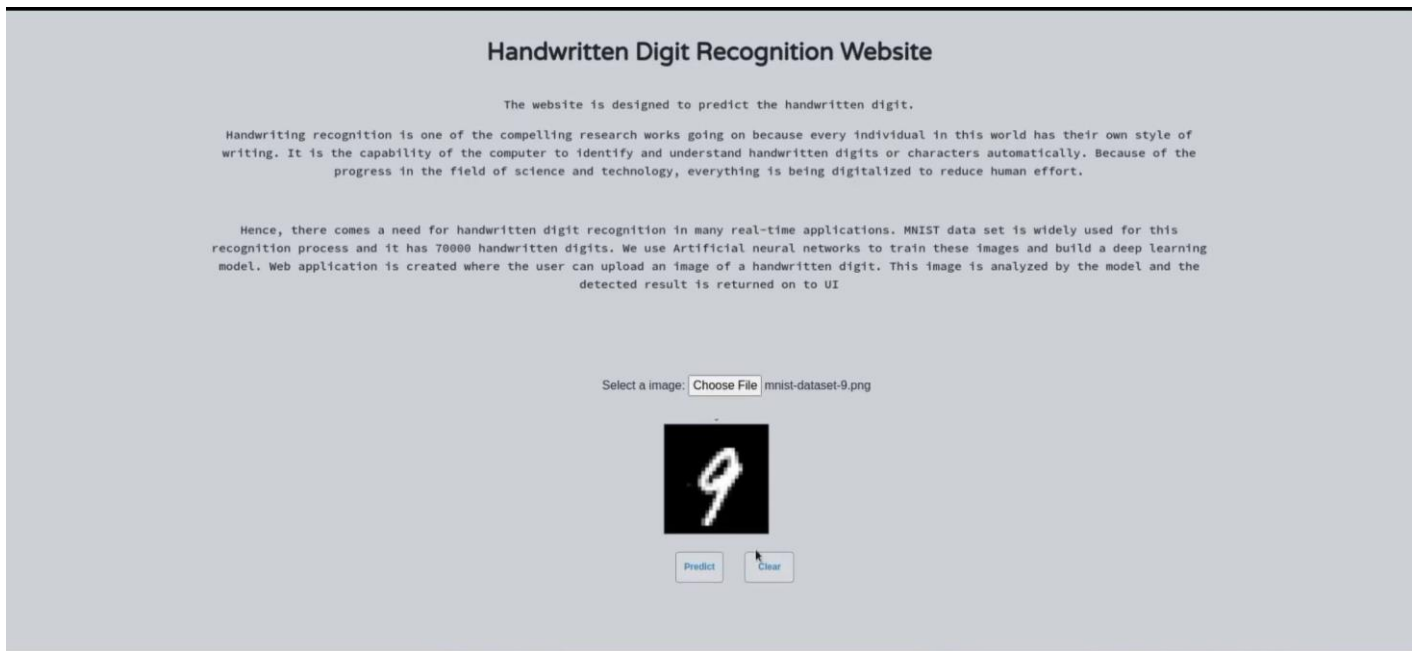 Handwritten Digit Recognition Website
The website is designed to predict the handwritten digit.
Handwriting recognition is one of the compelling research works going on because every individual in this world has their own style of
writing. It is the capability of the computer to identify and understand handwritten digits or characters automatically. Because of the
progress in the field of science and technology, everything is being digitalized to reduce human effort.
Hence, there comes a need for handwritten digit recognition in many real-time applications. MNIST data set is widely used for this
recognition process and it has 70000 handwritten digits. We use Artificial neural networks to train these images and build a deep learning
model. Web application is created where the user can upload an image of a handwritten digit. This image is analyzed by the model and the
detected result is returned on to UI
Select a image: Choose File mnist-dataset-9.png
9
Predict Clear